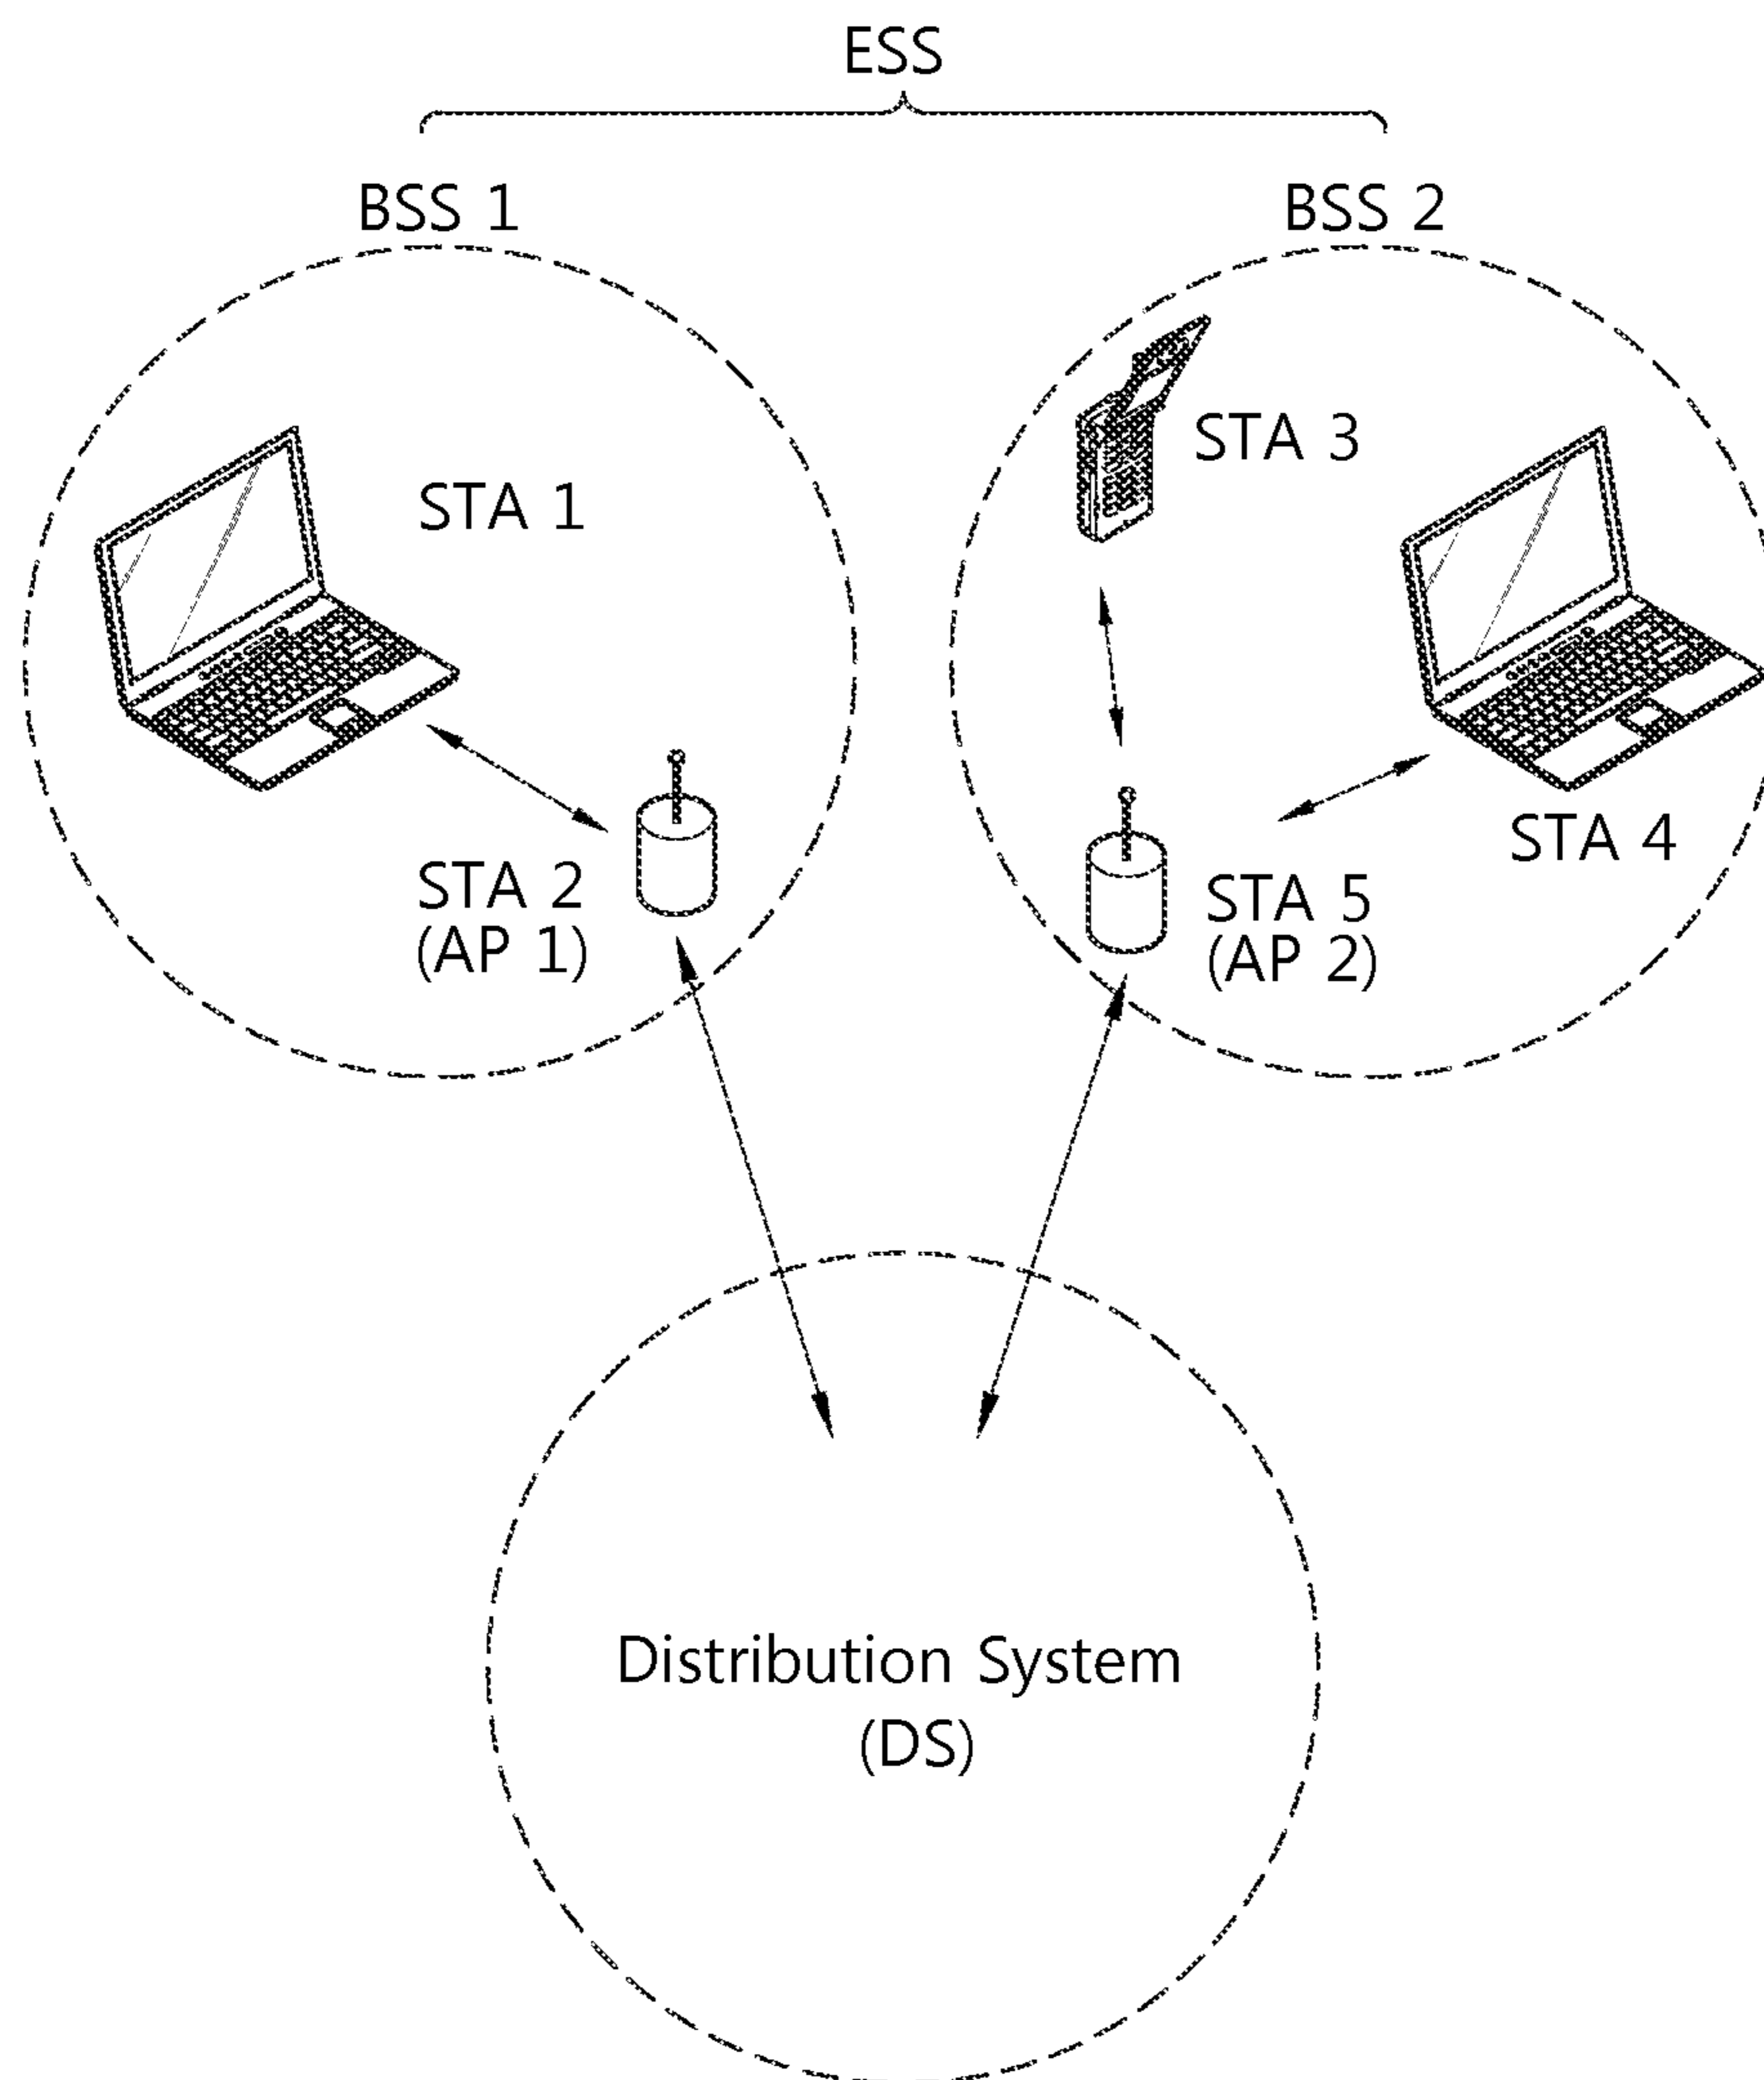 ESS
BSS 1
BSS 2
STA 1
STA 3
STA 2
(AP 1)
STA 5
(AP 2)
STA 4
Distribution System
(DS)